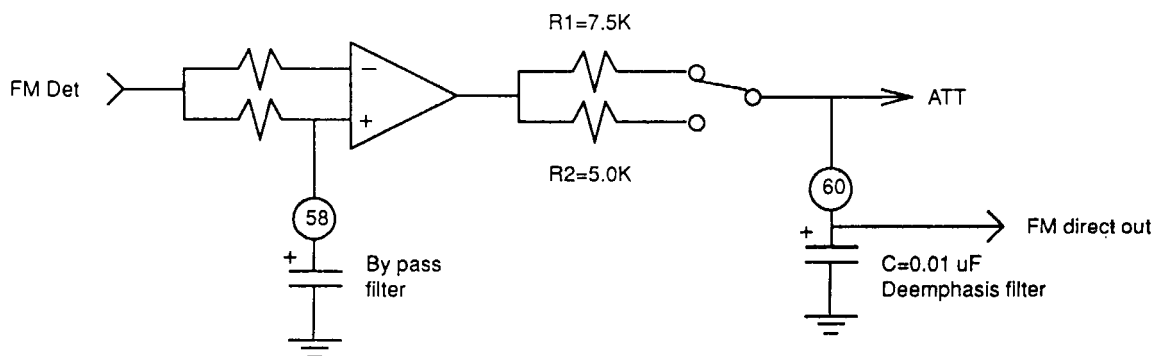 R1=7.5K
FM Det
−
+
ATT
R2=5.0K
58
60
+
+
FM direct out
By pass
filter
C=0.01 uF
Deemphasis filter